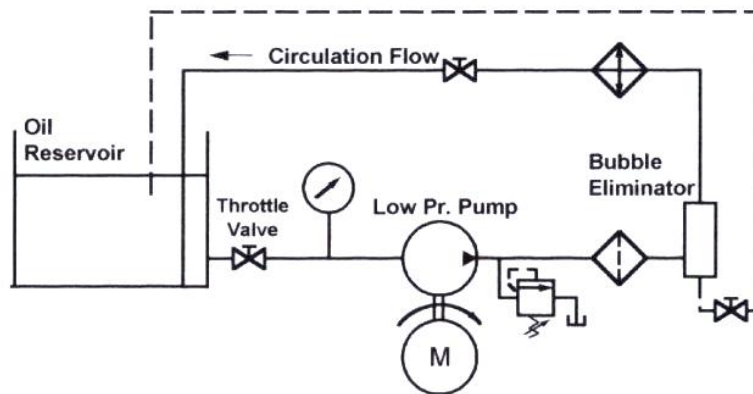 Circulation Flow
Oil
Reservoir
Bubble
Eliminator
Throttle
Valve
Low Pr. Pump
M